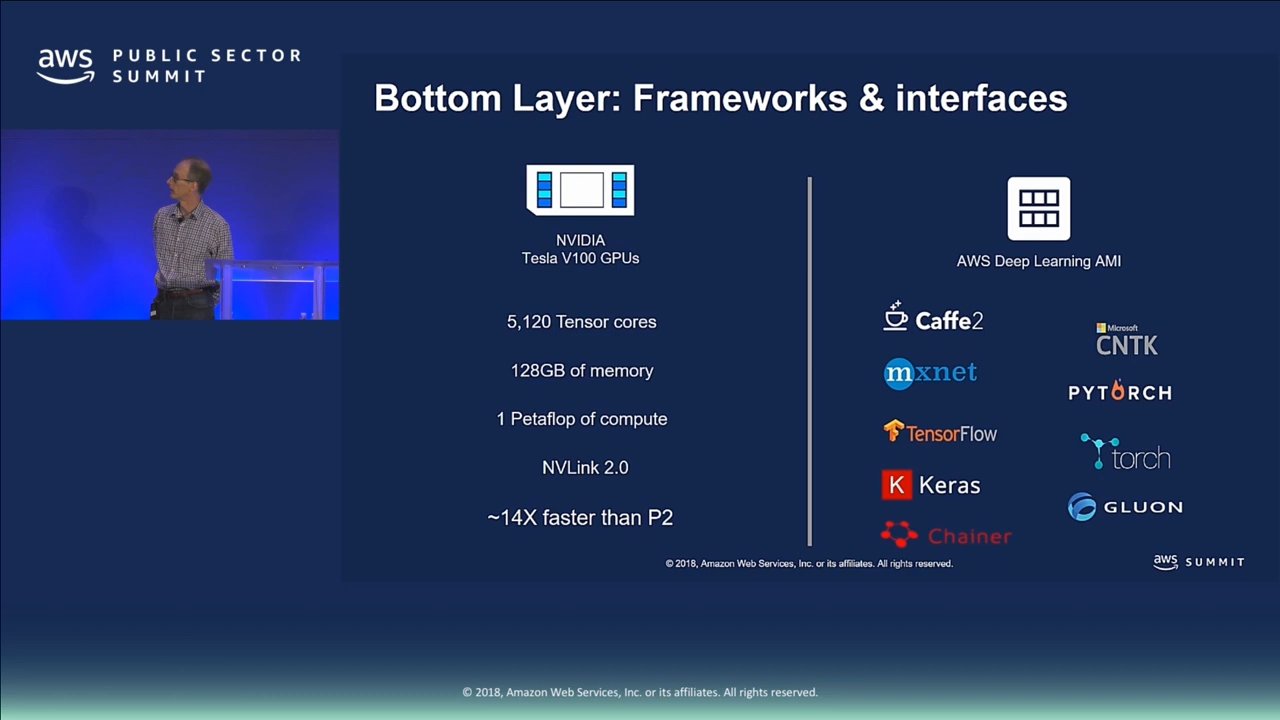 aws
PUBLIC SECTOR
SUMMIT
Bottom Layer: Frameworks & interfaces
NVIDIA
Tesla V100 GPUs
5,120 Tensor cores
128GB of memory
1 Petaflop of compute
NVLink 2.0
~14X faster than P2
AWS Deep Learning AMI
Caffe2
mxnet
TensorFlow
K Keras
Chainer
Microsoft
CNTK
PYTORCH
torch
GLUON
© 2018, Amazon Web Services, Inc. or its affiliates. All rights reserved.
aws SUMMIT
© 2018, Amazon Web Services, Inc. or its affiliates. All rights reserved.